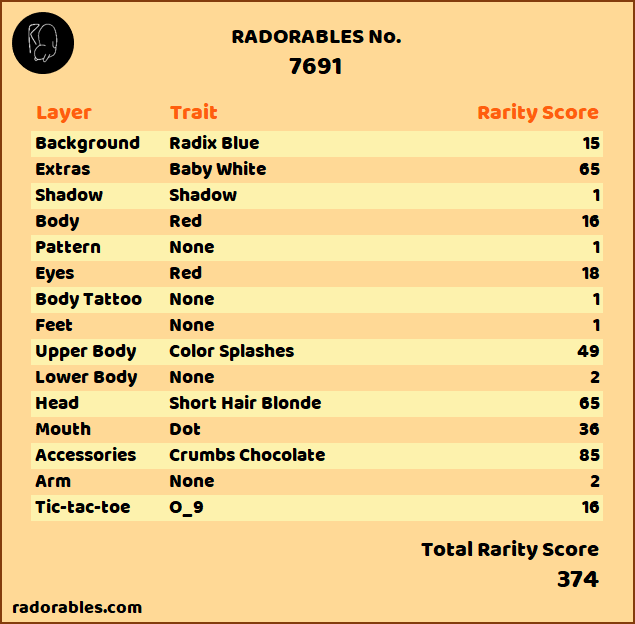 RADORABLES No.
7691
Layer Trait Rarity Score
Background Radix Blue 15
Extras Baby White 65
Shadow Shadow 1
Body Red 16
Pattern None 1
Eyes Red 18
Body Tattoo None 1
Feet None 1
Upper Body Color Splashes 49
Lower Body None 2
Head Short Hair Blonde 65
Mouth Dot 36
Accessories Crumbs Chocolate 85
Arm None 2
Tic-tac-toe O_9 16
Total Rarity Score
374
radorables.com